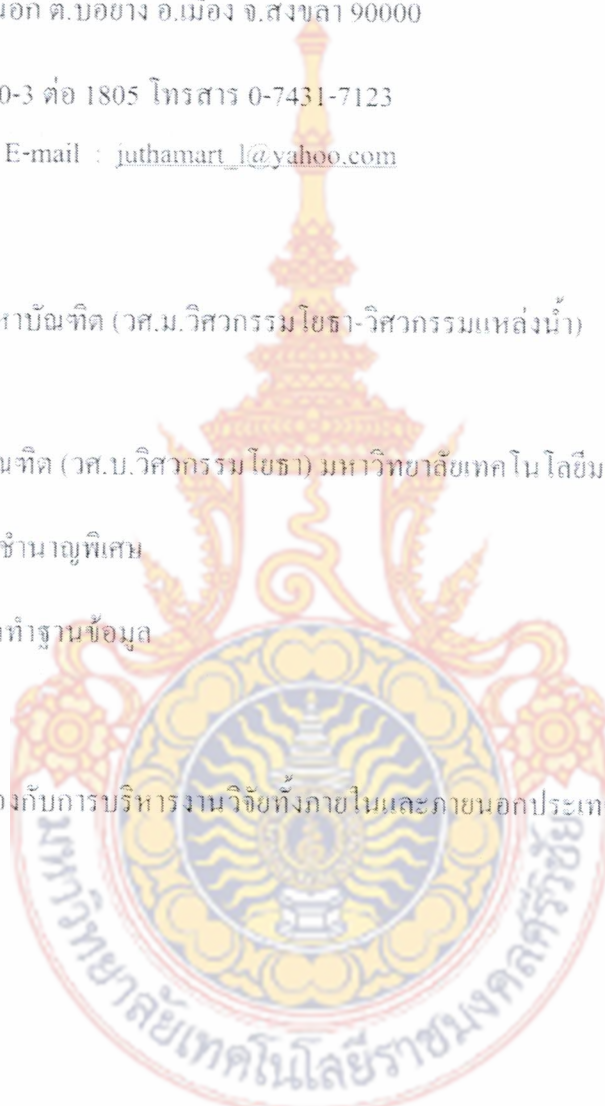 นอก ต.บ่อยาง อ.เมือง จ.สงขลา 90000
0-3 ต่อ 1805 โทรสาร 0-7431-7123
E-mail : juthamart_l@yahoo.com
หาบัณฑิต (วศ.ม.วิศวกรรมโยธา-วิศวกรรมแหล่งน้ำ)
ณฑิต (วศ.บ.วิศวกรรมโยธา) มหาวิทยาลัยเทคโนโลยีม
ชำนาญพิเศษ
ทำฐานข้อมูล
งกับการบริหารงานวิจัยทั้งภายในและภายนอกประเท
มหาวิทยาลัยเทคโนโลยีราชมงคลศรีวิชัย